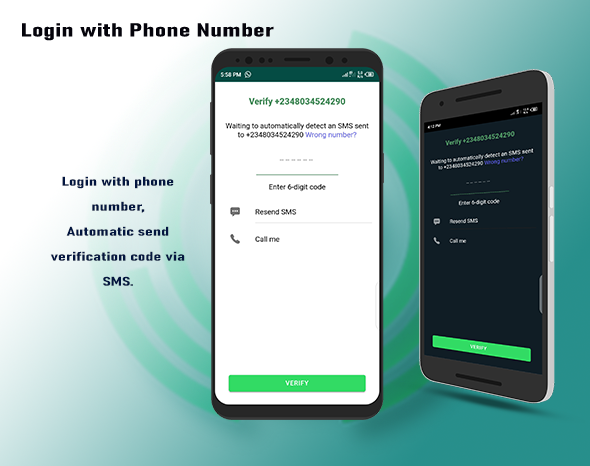 Login with Phone Number
Login with phone
number,
Automatic send
verification code via
SMS.
5:58 PM
Verify +2348034524290
Waiting to automatically detect an SMS sent
to +2348034524290 Wrong number?
Enter 6-digit code
Resend SMS
Call me
VERIFY
4:12 PM
Verify +2348034524290
Waiting to automatically detect an SMS sent
to +2348034524290 Wrong number?
Enter 6-digit code
Resend SMS
Call me
VERIFY